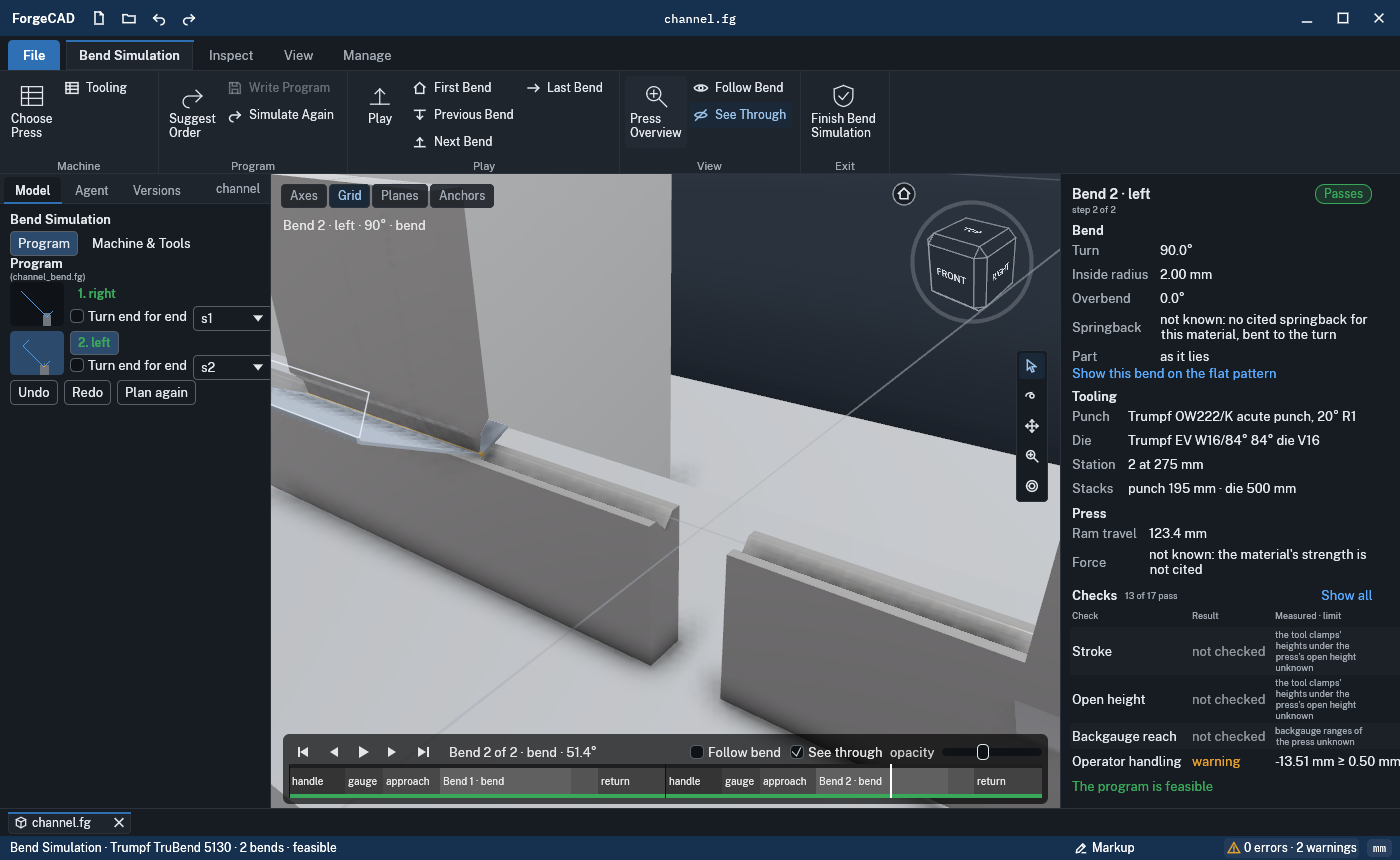 ForgeCAD
channel.fg
File
Bend Simulation
Inspect
View
Manage
Choose Press
Tooling
Machine
Suggest Order
Write Program
Simulate Again
Program
Play
First Bend
Previous Bend
Next Bend
Last Bend
Play
Press Overview
Follow Bend
See Through
View
Finish Bend Simulation
Exit
Model
Agent
Versions
channel
Bend Simulation
Program
Machine & Tools
Program
(channel_bend.fg)
1. right
Turn end for end
s1
2. left
Turn end for end
s2
Undo
Redo
Plan again
Axes
Grid
Planes
Anchors
Bend 2 · left · 90° · bend
TOP
FRONT
RIGHT
Bend 2 of 2 · bend · 51.4°
Follow bend
See through
opacity
handle
gauge
approach
Bend 1 · bend
return
handle
gauge
approach
Bend 2 · bend
return
Bend 2 · left
Passes
step 2 of 2
Bend
Turn 90.0°
Inside radius 2.00 mm
Overbend 0.0°
Springback not known: no cited springback for
this material, bent to the turn
Part as it lies
Show this bend on the flat pattern
Tooling
Punch Trumpf OW222/K acute punch, 20° R1
Die Trumpf EV W16/84° 84° die V16
Station 2 at 275 mm
Stacks punch 195 mm · die 500 mm
Press
Ram travel 123.4 mm
Force not known: the material's strength is
not cited
Checks 13 of 17 pass
Show all
Check Result Measured · limit
Stroke not checked
the tool clamps'
heights under the
press's open height
unknown
Open height not checked
the tool clamps'
heights under the
press's open height
unknown
Backgauge reach not checked
backgauge ranges of
the press unknown
Operator handling warning -13.51 mm ≥ 0.50 mm
The program is feasible
channel.fg
Bend Simulation · Trumpf TruBend 5130 · 2 bends · feasible
Markup
0 errors · 2 warnings
mm